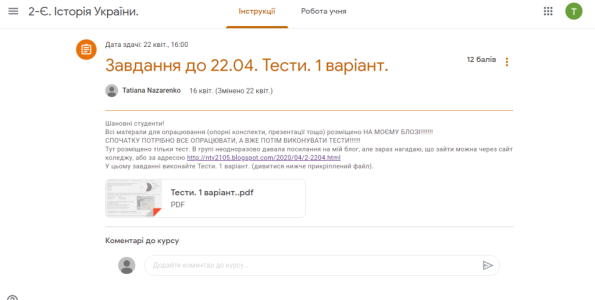 2-Є. Історія України.
Інструкції
Робота учня
T
Дата здачі: 22 квіт., 16:00
Завдання до 22.04. Тести. 1 варіант.
12 балів
Tatiana Nazarenko 16 квіт. (Змінено 22 квіт.)
Шановні студенти!
Всі матерали для опрацювання (опорні конспекти, презентації тощо) розміщено НА МОЄМУ БЛОЗІ!!!!!!!
СПОЧАТКУ ПОТРІБНО ВСЕ ОПРАЦЮВАТИ, А ВЖЕ ПОТІМ ВИКОНУВАТИ ТЕСТИ!!!!!!
Тут розміщено тільки тест. В групі неодноразово давала посилання на мій блог, але зараз нагадаю, що зайти можна через сайт
коледжу, або за адресою http://ntv2105.blogspot.com/2020/04/2-2204.html
У цьому завданні виконайте Тести. 1 варіант. (дивитися нижче прикріплений файл).
Тести. 1 варіант..pdf
PDF
Коментарі до курсу
Додайте коментар до курсу...